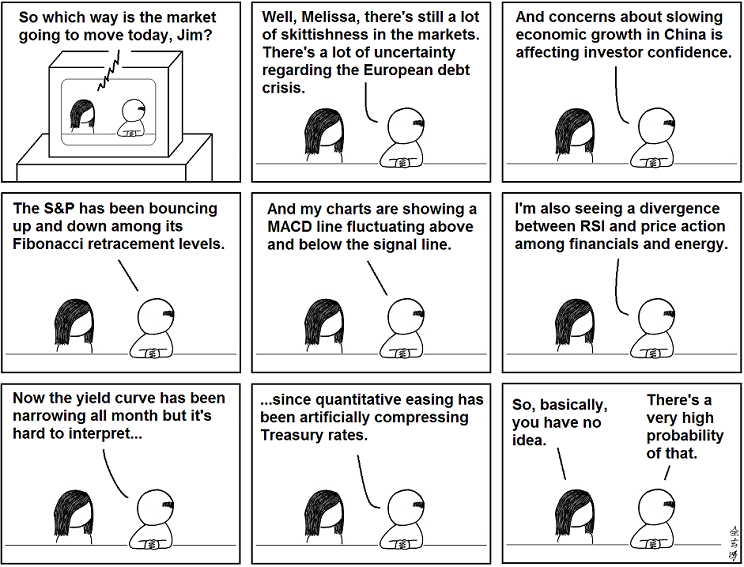 So which way is the market
going to move today, Jim?
Well, Melissa, there's still a lot
of skittishness in the markets.
There's a lot of uncertainty
regarding the European debt
crisis.
And concerns about slowing
economic growth in China is
affecting investor confidence.
The S&P has been bouncing
up and down among its
Fibonacci retracement levels.
And my charts are showing a
MACD line fluctuating above
and below the signal line.
I'm also seeing a divergence
between RSI and price action
among financials and energy.
Now the yield curve has been
narrowing all month but it's
hard to interpret...
...since quantitative easing has
been artificially compressing
Treasury rates.
So, basically,
you have no
idea.
There's a
very high
probability
of that.